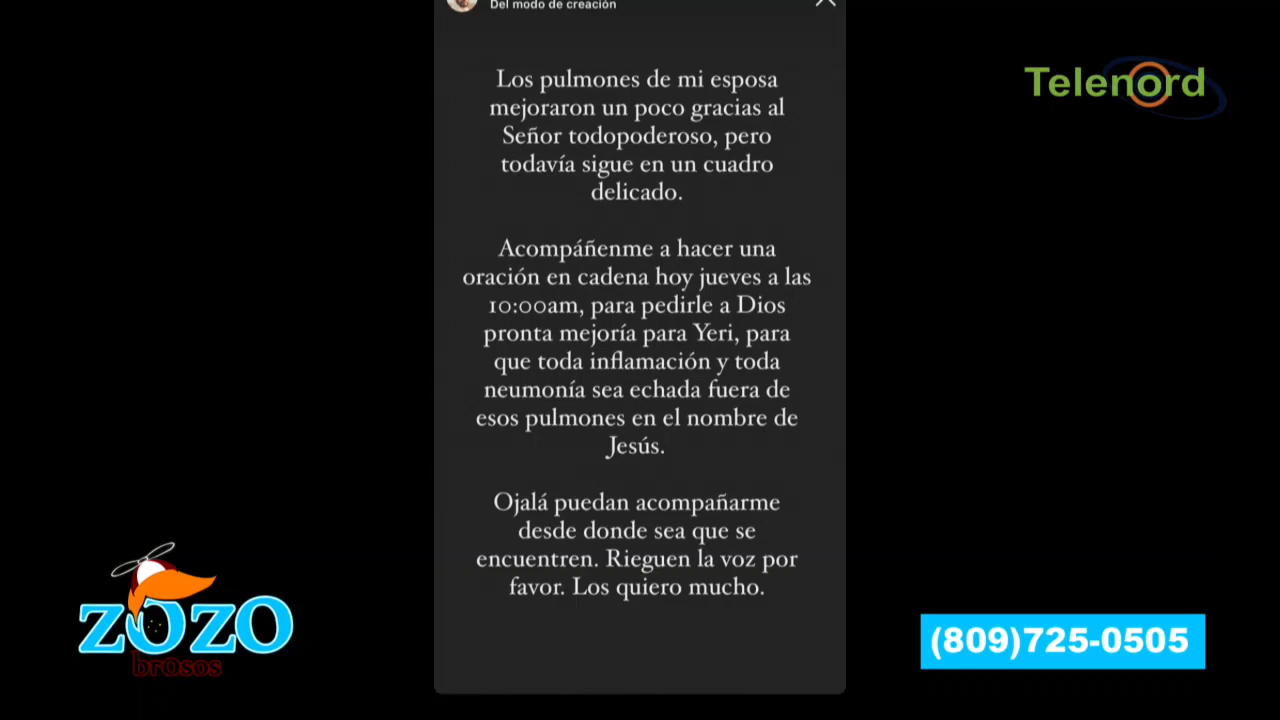 Del modo de creación
Telenord
Los pulmones de mi esposa
mejoraron un poco gracias al
Señor todopoderoso, pero
todavía sigue en un cuadro
delicado.
Acompáñenme a hacer una
oración en cadena hoy jueves a las
10:00am, para pedirle a Dios
pronta mejoría para Yeri, para
que toda inflamación y toda
neumonía sea echada fuera de
esos pulmones en el nombre de
Jesús.
Ojalá puedan acompañarme
desde donde sea que se
encuentren. Rieguen la voz por
favor. Los quiero mucho.
zozo
brosos
(809)725-0505